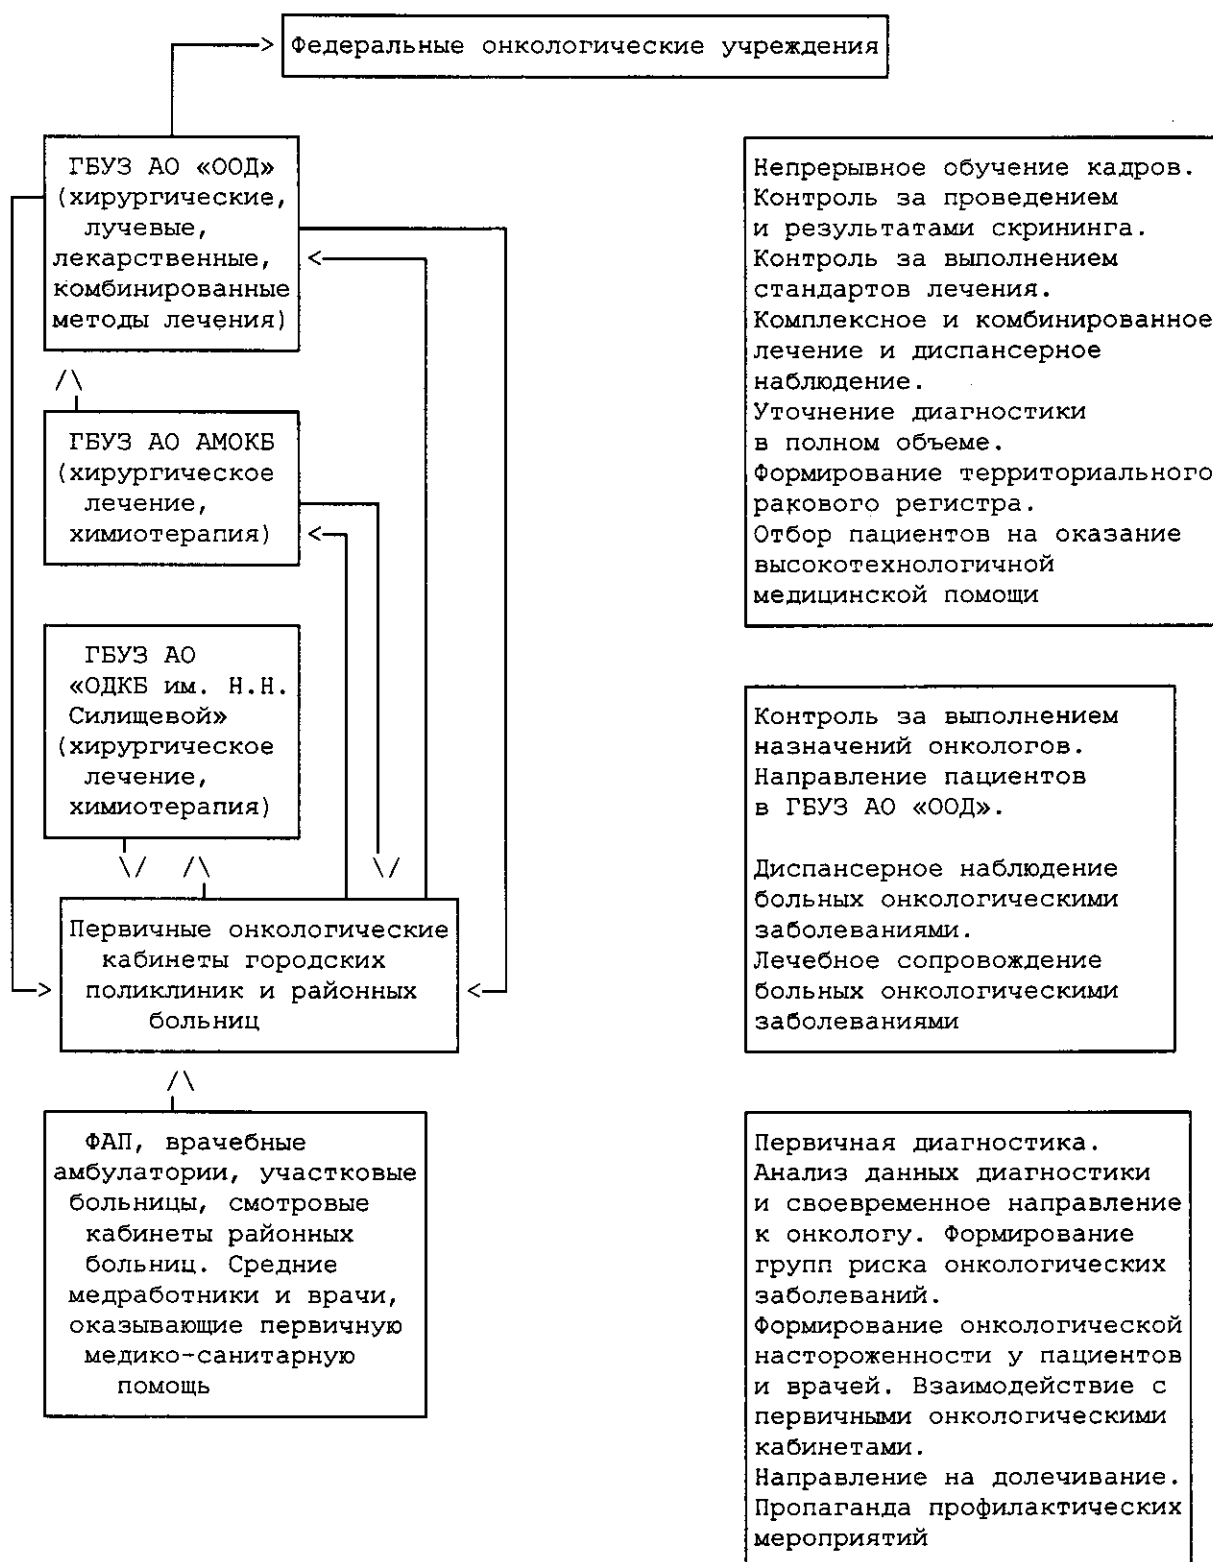 Федеральные онкологические учреждения
ГБУЗ АО «ООД»
(хирургические,
лучевые,
лекарственные,
комбинированные
методы лечения)
ГБУЗ АО АМОКБ
(хирургическое
лечение,
химиотерапия)
ГБУЗ АО
«ОДКБ им. Н.Н.
Силищевой»
(хирургическое
лечение,
химиотерапия)
Первичные онкологические
кабинеты городских
поликлиник и районных
больниц
ФАП, врачебные
амбулатории, участковые
больницы, смотровые
кабинеты районных
больниц. Средние
медработники и врачи,
оказывающие первичную
медико-санитарную
помощь
Непрерывное обучение кадров.
Контроль за проведением
и результатами скрининга.
Контроль за выполнением
стандартов лечения.
Комплексное и комбинированное
лечение и диспансерное
наблюдение.
Уточнение диагностики
в полном объеме.
Формирование территориального
ракового регистра.
Отбор пациентов на оказание
высокотехнологичной
медицинской помощи
Контроль за выполнением
назначений онкологов.
Направление пациентов
в ГБУЗ АО «ООД».
Диспансерное наблюдение
больных онкологическими
заболеваниями.
Лечебное сопровождение
больных онкологическими
заболеваниями
Первичная диагностика.
Анализ данных диагностики
и своевременное направление
к онкологу. Формирование
групп риска онкологических
заболеваний.
Формирование онкологической
настороженности у пациентов
и врачей. Взаимодействие с
первичными онкологическими
кабинетами.
Направление на долечивание.
Пропаганда профилактических
мероприятий